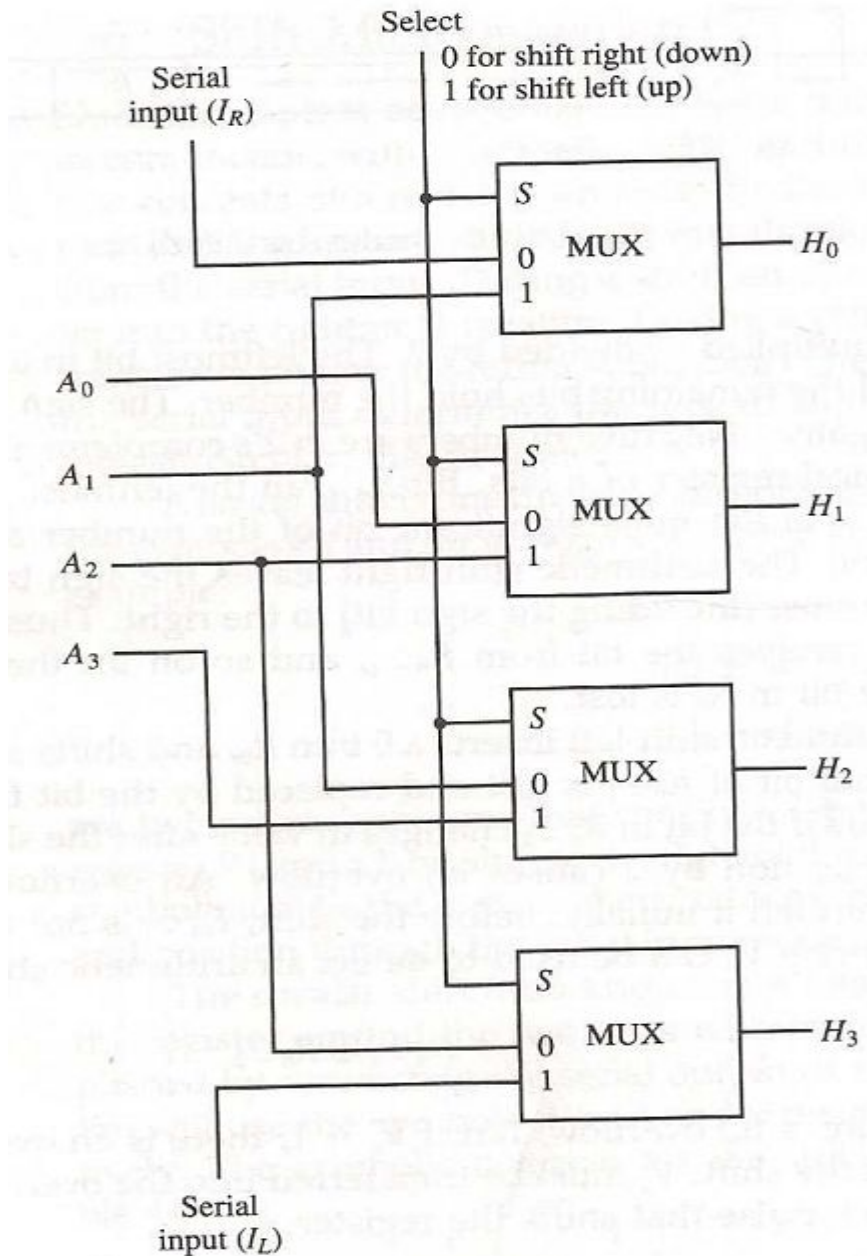 Select
0 for shift right (down)
1 for shift left (up)
Serial
input (I_R)
S
MUX
0
1
H_0
A_0
A_1
A_2
A_3
S
MUX
0
1
H_1
S
MUX
0
1
H_2
S
MUX
0
1
H_3
Serial
input (I_L)